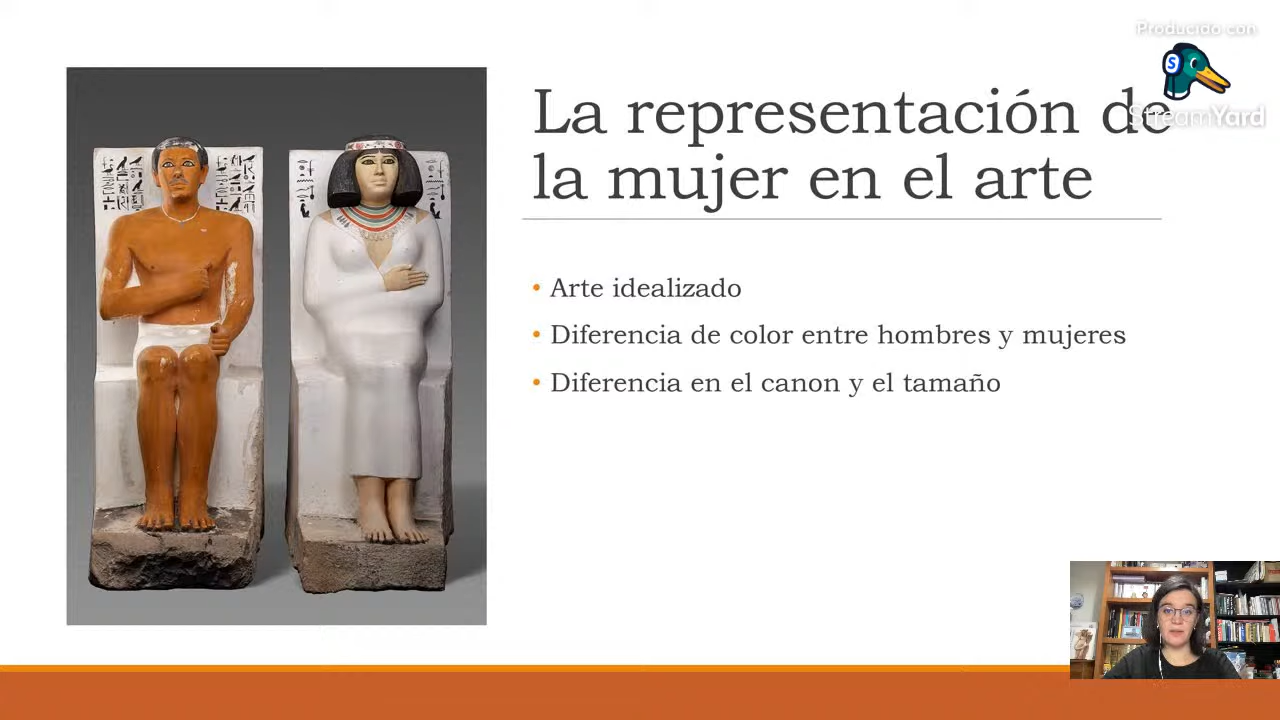 Producido con
StreamYard
La representación de
la mujer en el arte
• Arte idealizado
• Diferencia de color entre hombres y mujeres
• Diferencia en el canon y el tamaño